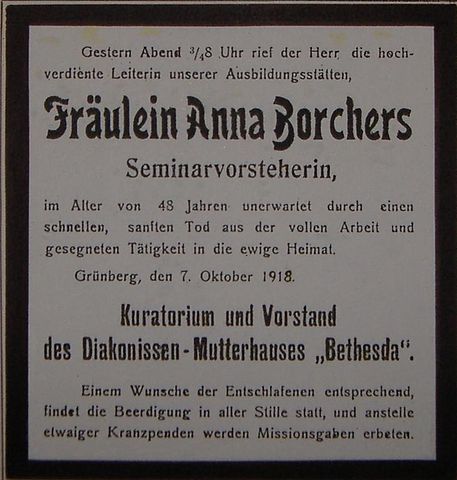 Gestern Abend ³/₄8 Uhr rief der Herr die hoch-
verdiente Leiterin unserer Ausbildungsstätten,
Fräulein Anna Borchers
Seminarvorsteherin,
im Alter von 48 Jahren unerwartet durch einen
schnellen, sanften Tod aus der vollen Arbeit und
gesegneten Tätigkeit in die ewige Heimat.
Grünberg, den 7. Oktober 1918.
Kuratorium und Vorstand
des Diakonissen-Mutterhauses „Bethesda“.
Einem Wunsche der Entschlafenen entsprechend,
findet die Beerdigung in aller Stille statt, und anstelle
etwaiger Kranzpenden werden Missionsgaben erbeten.